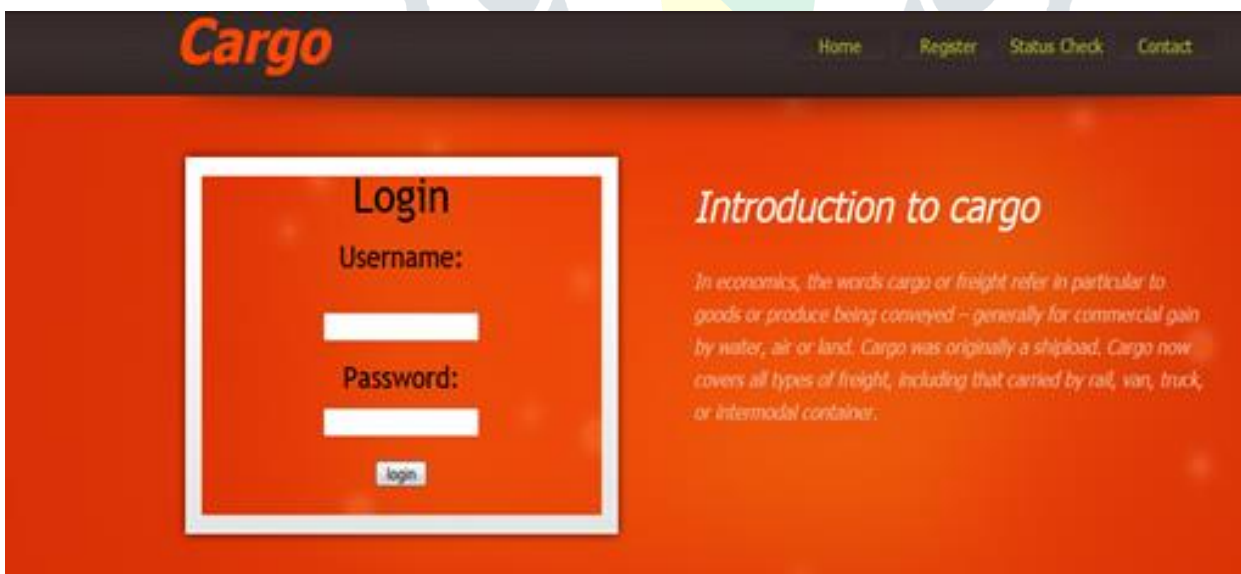 Cargo
Home Register Status Check Contact
Login
Username:
Password:
login
Introduction to cargo
In economics, the words cargo or freight refer in particular to
goods or produce being conveyed – generally for commercial gain
by water, air or land. Cargo was originally a shipload. Cargo now
covers all types of freight, including that carried by rail, van, truck,
or intermodal container.